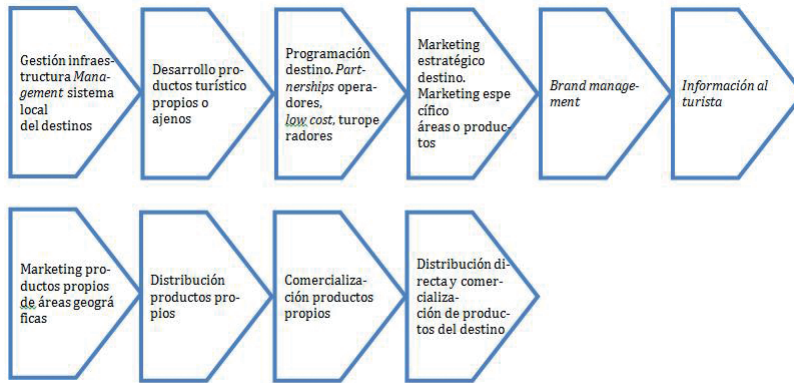 Gestión infraes-
tructura Mana-
gement sistema
local
del destinos
Desarrollo pro-
ductos turístico
propios o
ajenos
Programación
destino. Part-
nerships opera-
dores,
low cost, turope
radores
Marketing
estratégico
destino.
Marketing espe
cífico
áreas o produc-
tos
Brand manage-
ment
Información al
turista
Marketing pro-
ductos propios
de áreas geográ
ficas
Distribución
productos pro-
pios
Comercializa-
ción productos
propios
Distribución di-
recta y comer-
cializa-
ción de produc-
tos del destino